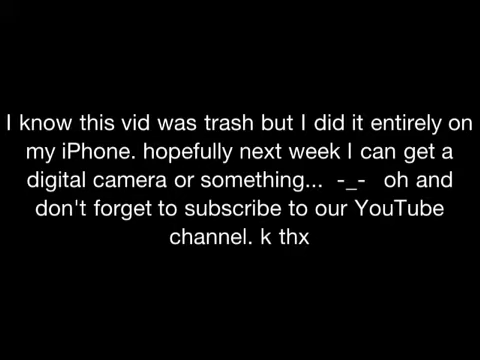 I know this vid was trash but I did it entirely on
my iPhone. hopefully next week I can get a
digital camera or something...  -_-   oh and
don't forget to subscribe to our YouTube
channel. k thx